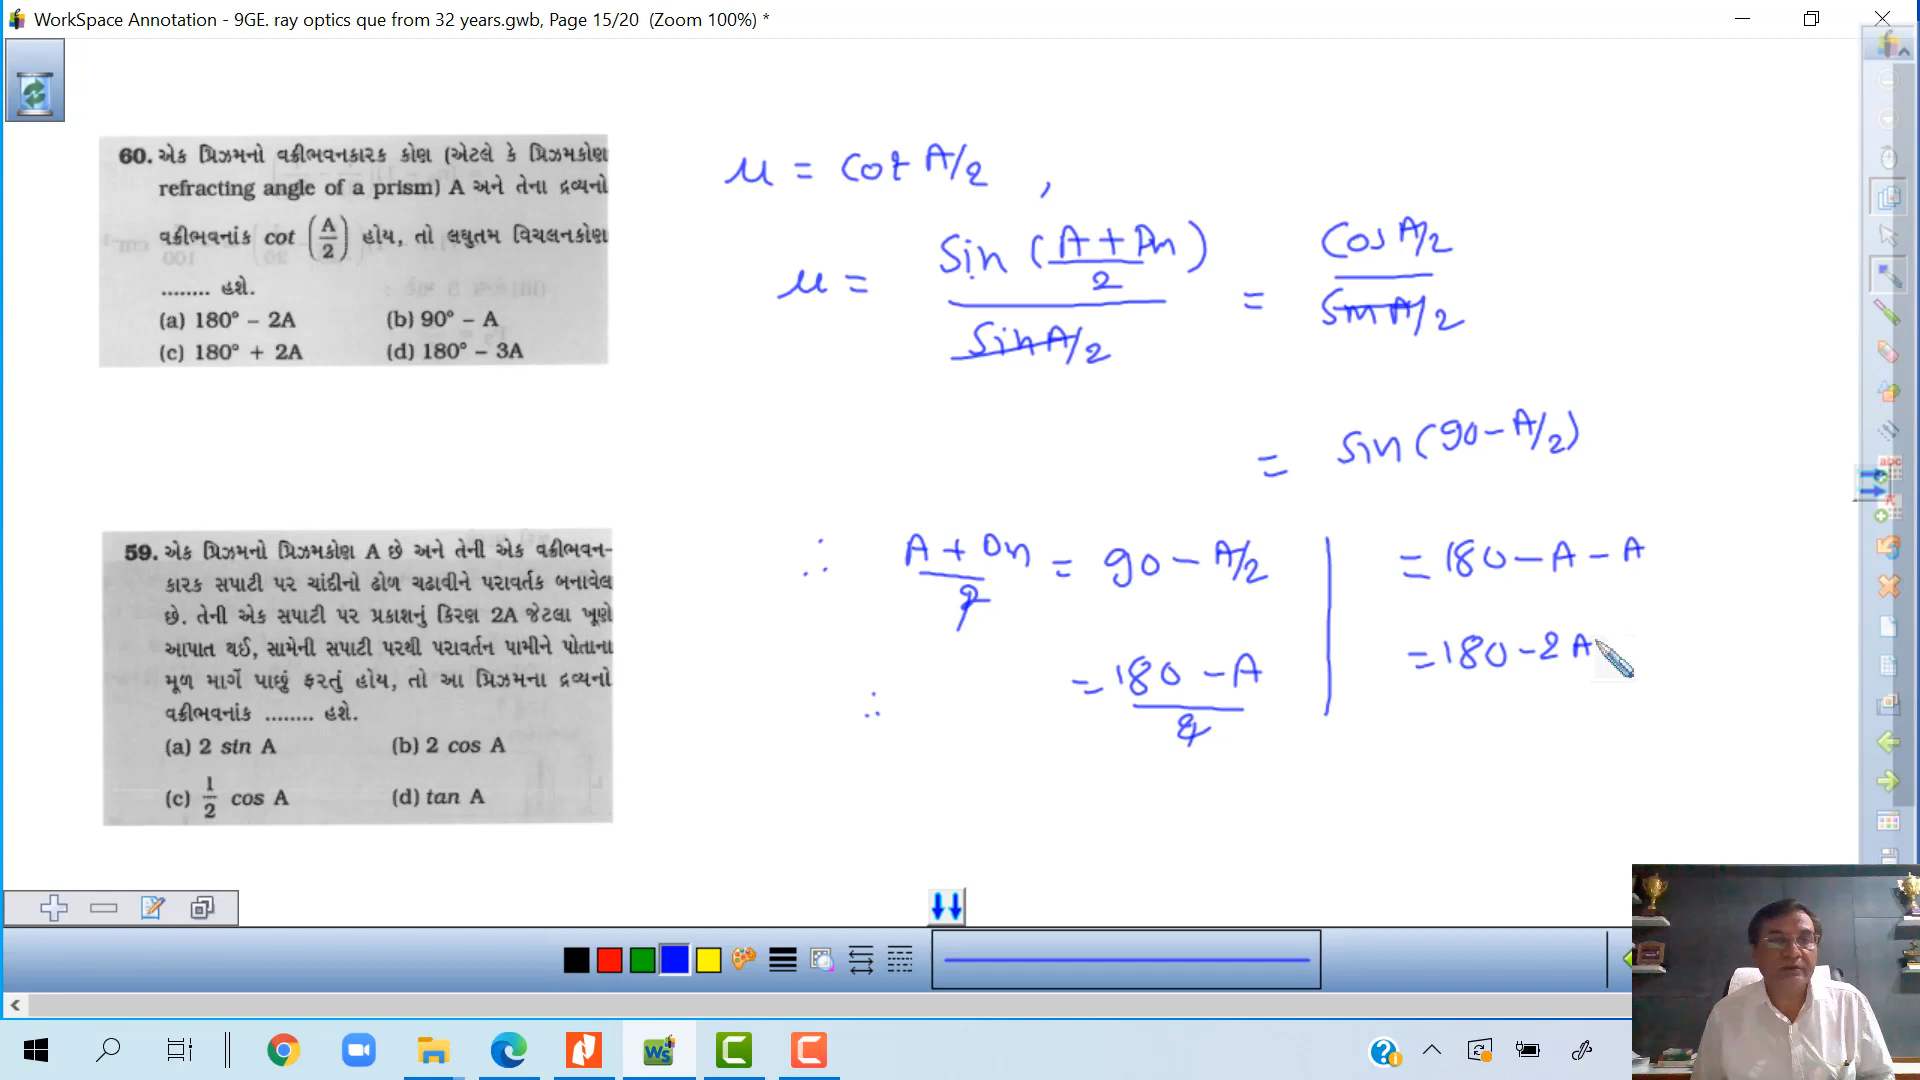 WorkSpace Annotation - 9GE. ray optics que from 32 years.gwb, Page 15/20 (Zoom 100%) *
60. એક પ્રિઝમનો વક્રીભવનકારક કોણ (એટલે કે પ્રિઝમકોણ
refracting angle of a prism) A અને તેના દ્રવ્યનો
વક્રીભવનાંક cot (A/2) હોય, તો લઘુતમ વિચલનકોણ
........ હશે.
(a) 180° − 2A (b) 90° − A
(c) 180° + 2A (d) 180° − 3A
59. એક પ્રિઝમનો પ્રિઝમકોણ A છે અને તેની એક વક્રીભવન-
કારક સપાટી પર ચાંદીનો ઢોળ ચઢાવીને પરાવર્તક બનાવેલ
છે. તેની એક સપાટી પર પ્રકાશનું કિરણ 2A જેટલા ખૂણે
આપાત થઈ, સામેની સપાટી પરથી પરાવર્તન પામીને પોતાના
મૂળ માર્ગે પાછું ફરતું હોય, તો આ પ્રિઝમના દ્રવ્યનો
વક્રીભવનાંક ........ હશે.
(a) 2 sin A (b) 2 cos A
(c) 1/2 cos A (d) tan A
μ = cot A/2 ,
μ = Sin (A + Dm / 2) / Sin A/2 = Cos A/2 / Sin A/2
= Sin (90 − A/2)
∴ A + Dm / 2 = 90 − A/2
∴ = 180 − A / 2
= 180 − A − A
= 180 − 2A